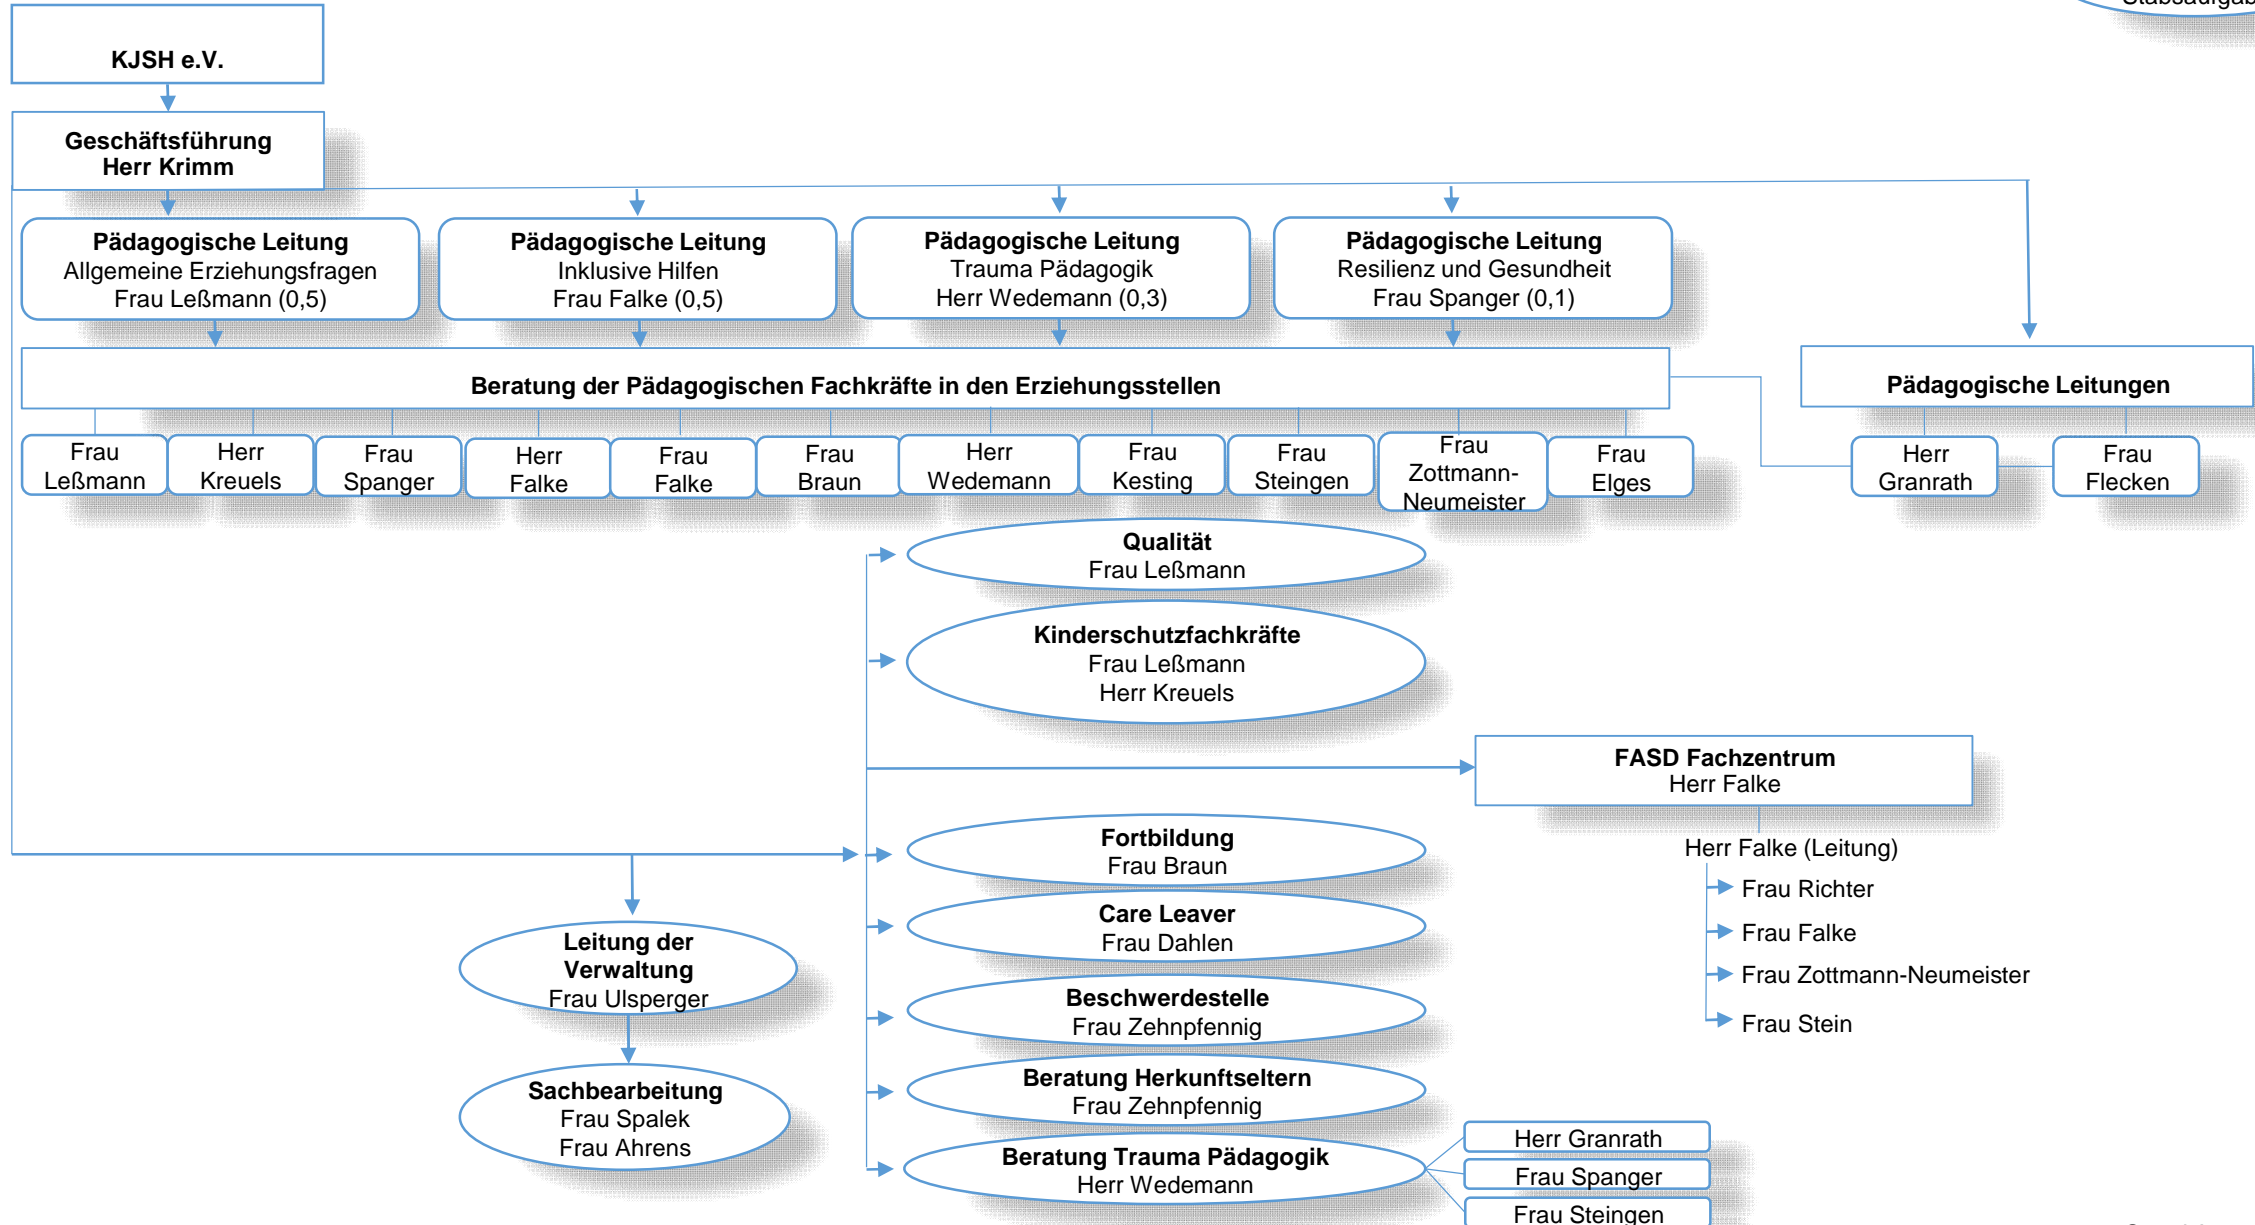 KJSH e.V.
Geschäftsführung
Herr Krimm
Pädagogische Leitung
Allgemeine Erziehungsfragen
Frau Leßmann (0,5)
Pädagogische Leitung
Inklusive Hilfen
Frau Falke (0,5)
Pädagogische Leitung
Trauma Pädagogik
Herr Wedemann (0,3)
Pädagogische Leitung
Resilienz und Gesundheit
Frau Spanger (0,1)
Beratung der Pädagogischen Fachkräfte in den Erziehungsstellen
Pädagogische Leitungen
Frau
Leßmann
Herr
Kreuels
Frau
Spanger
Herr
Falke
Frau
Falke
Frau
Braun
Herr
Wedemann
Frau
Kesting
Frau
Steingen
Frau
Zottmann-
Neumeister
Frau
Elges
Herr
Granrath
Frau
Flecken
Qualität
Frau Leßmann
Kinderschutzfachkräfte
Frau Leßmann
Herr Kreuels
FASD Fachzentrum
Herr Falke
Herr Falke (Leitung)
Frau Richter
Frau Falke
Frau Zottmann-Neumeister
Frau Stein
Fortbildung
Frau Braun
Care Leaver
Frau Dahlen
Beschwerdestelle
Frau Zehnpfennig
Beratung Herkunftseltern
Frau Zehnpfennig
Beratung Trauma Pädagogik
Herr Wedemann
Herr Granrath
Frau Spanger
Frau Steingen
Leitung der
Verwaltung
Frau Ulsperger
Sachbearbeitung
Frau Spalek
Frau Ahrens